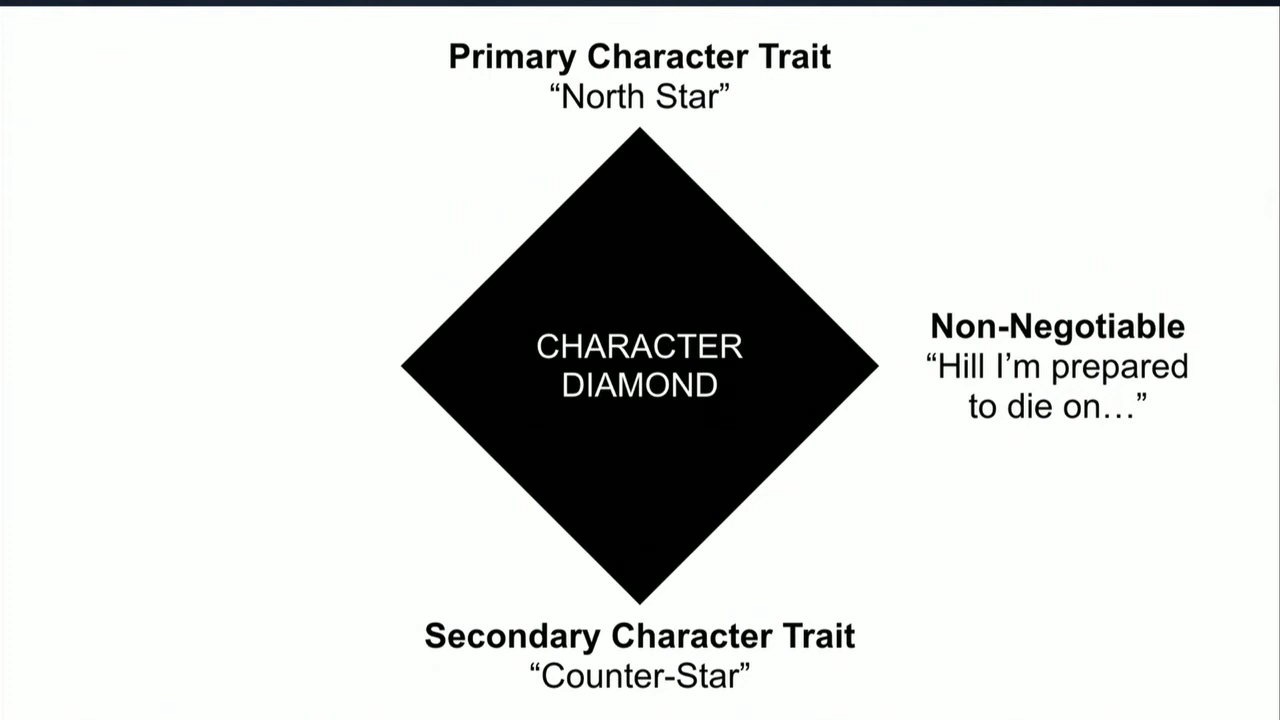 Primary Character Trait
“North Star”
CHARACTER
DIAMOND
Non-Negotiable
“Hill I’m prepared
to die on…”
Secondary Character Trait
“Counter-Star”